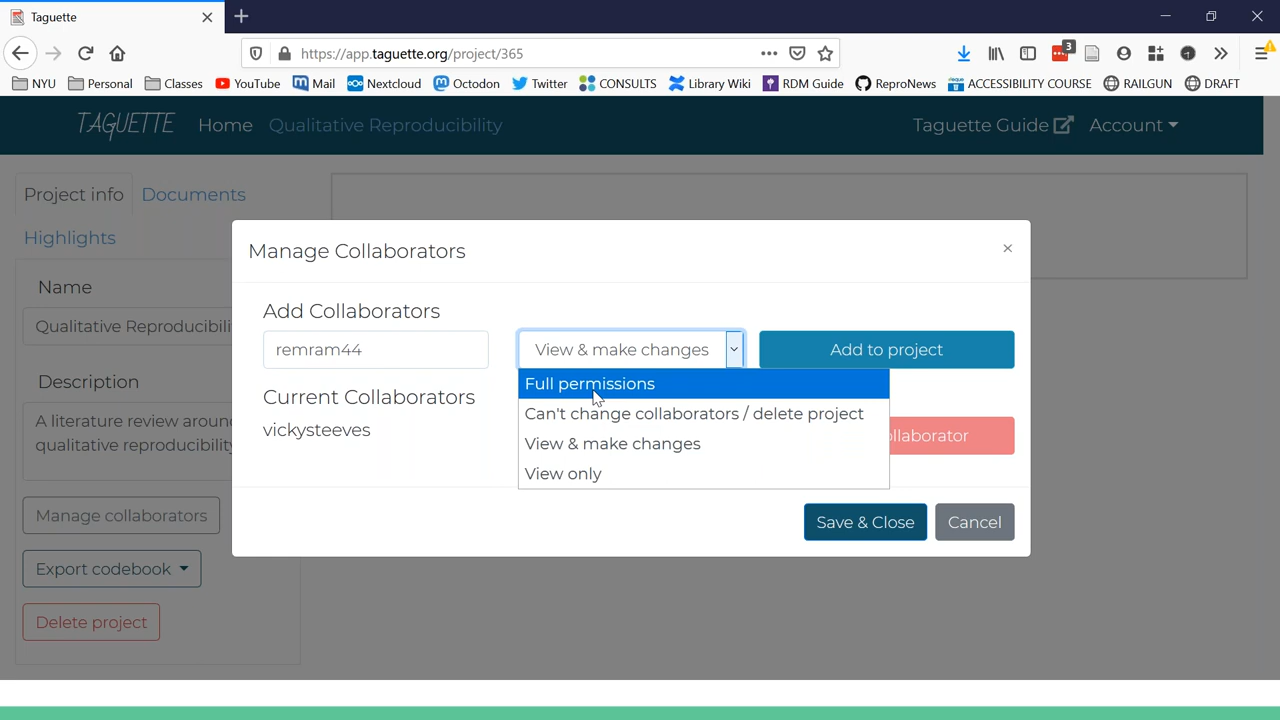 Taguette
https://app.taguette.org/project/365
3
NYU Personal Classes YouTube Mail Nextcloud Octodon Twitter CONSULTS Library Wiki RDM Guide ReproNews ACCESSIBILITY COURSE RAILGUN DRAFT
TAGUETTE Home Qualitative Reproducibility Taguette Guide Account
Project info Documents
Highlights
Manage Collaborators ×
Name
Add Collaborators
Qualitative Reproducibili
remram44 View & make changes Add to project
Description
Full permissions
Current Collaborators
Can't change collaborators / delete project
A literature review aroun
vickysteeves
ollaborator
qualitative reproducibility
View & make changes
View only
Manage collaborators
Save & Close Cancel
Export codebook
Delete project